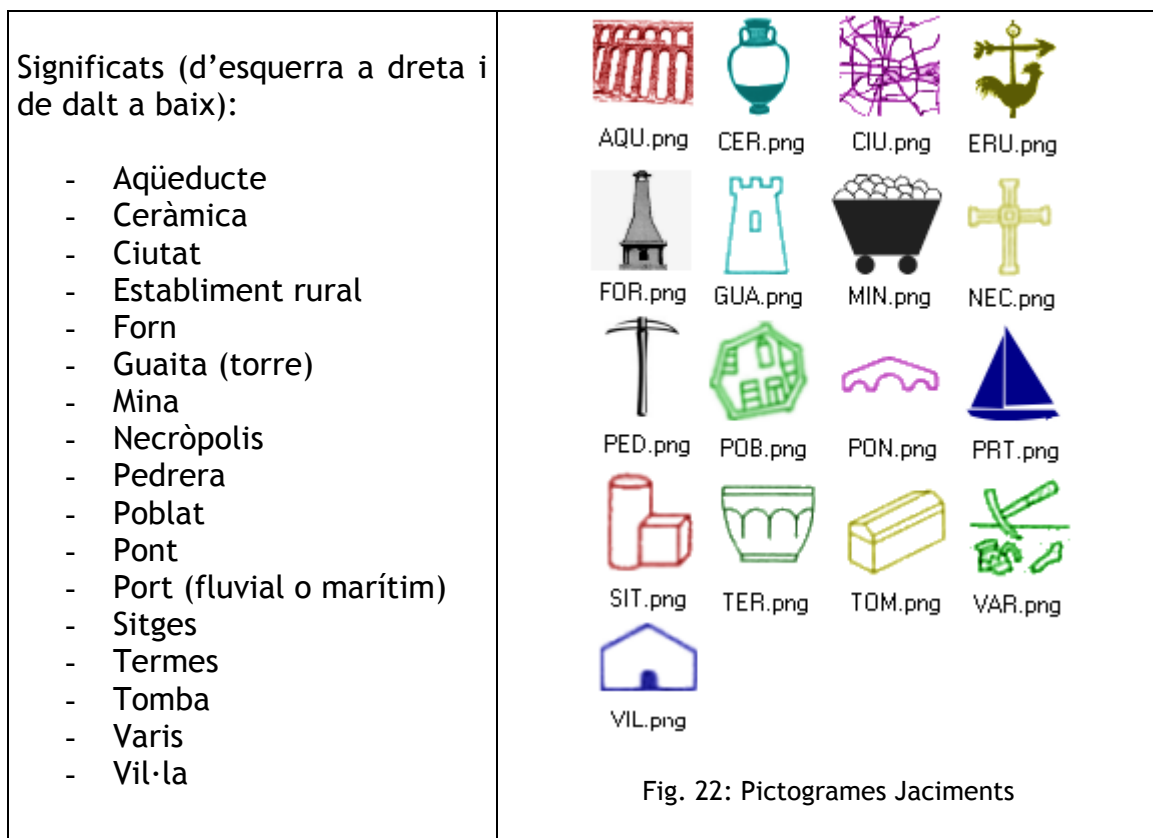 Significats (d’esquerra a dreta i
de dalt a baix):
- Aqüeducte
- Ceràmica
- Ciutat
- Establiment rural
- Forn
- Guaita (torre)
- Mina
- Necròpolis
- Pedrera
- Poblat
- Pont
- Port (fluvial o marítim)
- Sitges
- Termes
- Tomba
- Varis
- Vil·la
AQU.png CER.png CIU.png ERU.png
FOR.png GUA.png MIN.png NEC.png
PED.png POB.png PON.png PRT.png
SIT.png TER.png TOM.png VAR.png
VIL.png
Fig. 22: Pictogrames Jaciments